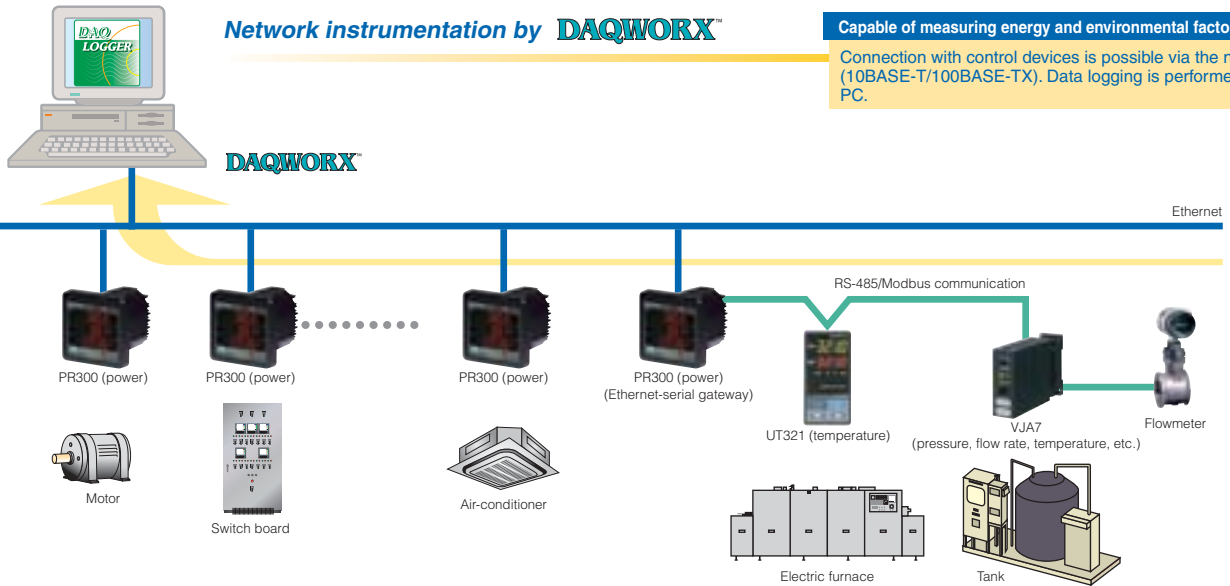 DAQ
LOGGER
Network instrumentation by DAQWORX™
Capable of measuring energy and environmental facto
Connection with control devices is possible via the n
(10BASE-T/100BASE-TX). Data logging is performe
PC.
DAQWORX™
Ethernet
RS-485/Modbus communication
PR300 (power)
PR300 (power)
PR300 (power)
PR300 (power)
(Ethernet-serial gateway)
UT321 (temperature)
VJA7
(pressure, flow rate, temperature, etc.)
Flowmeter
Motor
Switch board
Air-conditioner
Electric furnace
Tank